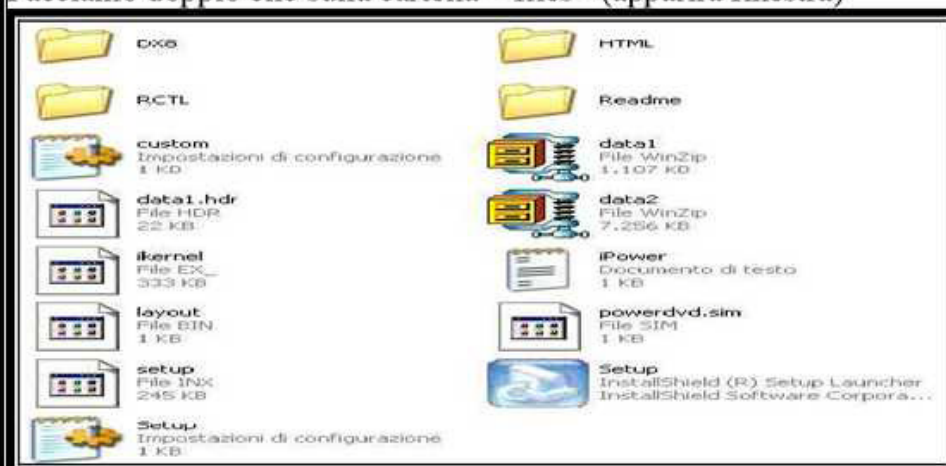 DX8
HTML
RCTL
Readme
custom
Impostazioni di configurazione
1 KB
data1
File WinZip
1.107 KB
data1.hdr
File HDR
22 KB
data2
File WinZip
7.256 KB
ikernel
File EX_
333 KB
iPower
Documento di testo
1 KB
layout
File BIN
1 KB
powerdvd.sim
File SIM
1 KB
setup
File INX
245 KB
Setup
InstallShield (R) Setup Launcher
InstallShield Software Corpora...
Setup
Impostazioni di configurazione
1 KB